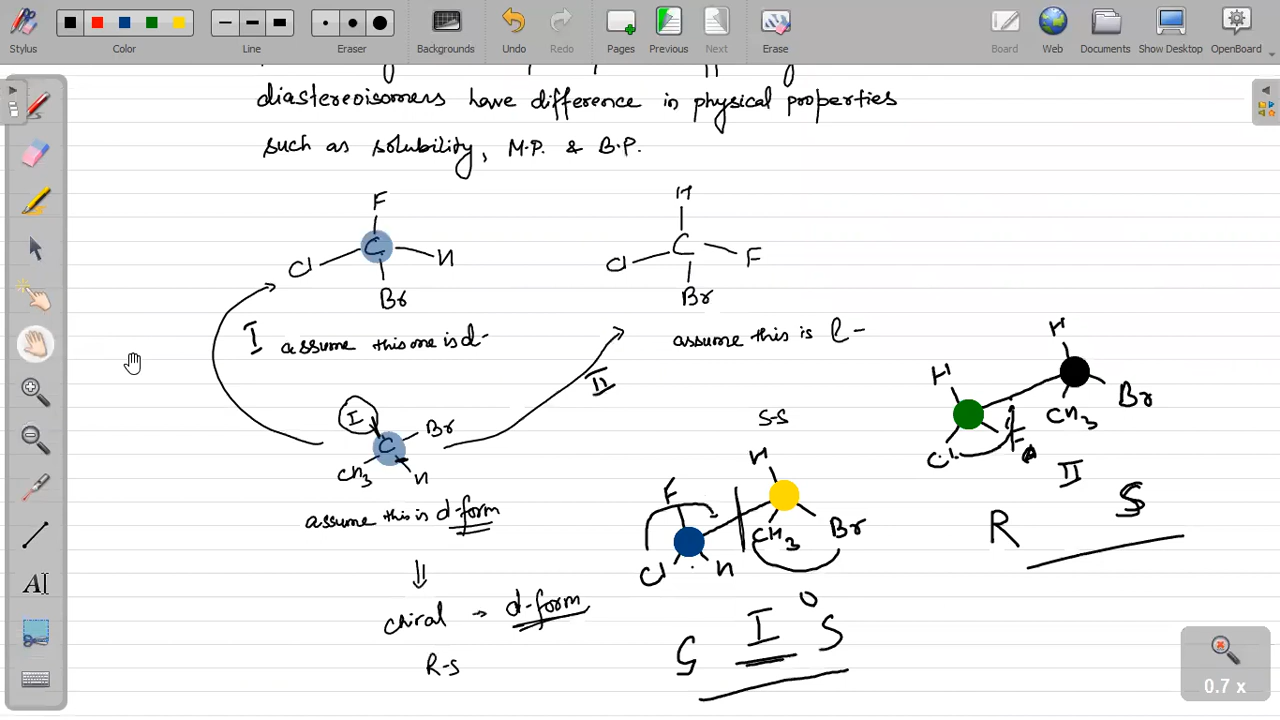 Stylus
Color
Line
Eraser
Backgrounds
Undo
Redo
Pages
Previous
Next
Erase
Board
Web
Documents
Show Desktop
OpenBoard
diastereoisomers have difference in physical properties
such as solubility, M.P. & B.P.
F
C
Cl
H
Br
I assume this one is d-
H
C
Cl
F
Br
assume this is l-
II
I
Br
C
CH3
H
assume this is d-form
⇓
chiral → d-form
R-S
S-S
F
H
Cl
H
CH3
Br
S I S
H
H
Cl
F
CH3
Br
II
R S
AI
0.7 x